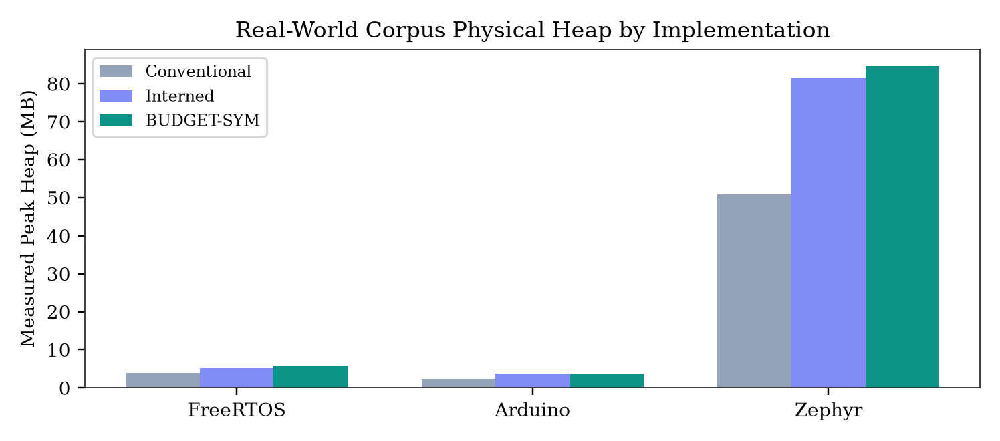 Real-World Corpus Physical Heap by Implementation
Conventional
Interned
BUDGET-SYM
Measured Peak Heap (MB)
80
70
60
50
40
30
20
10
0
FreeRTOS Arduino Zephyr